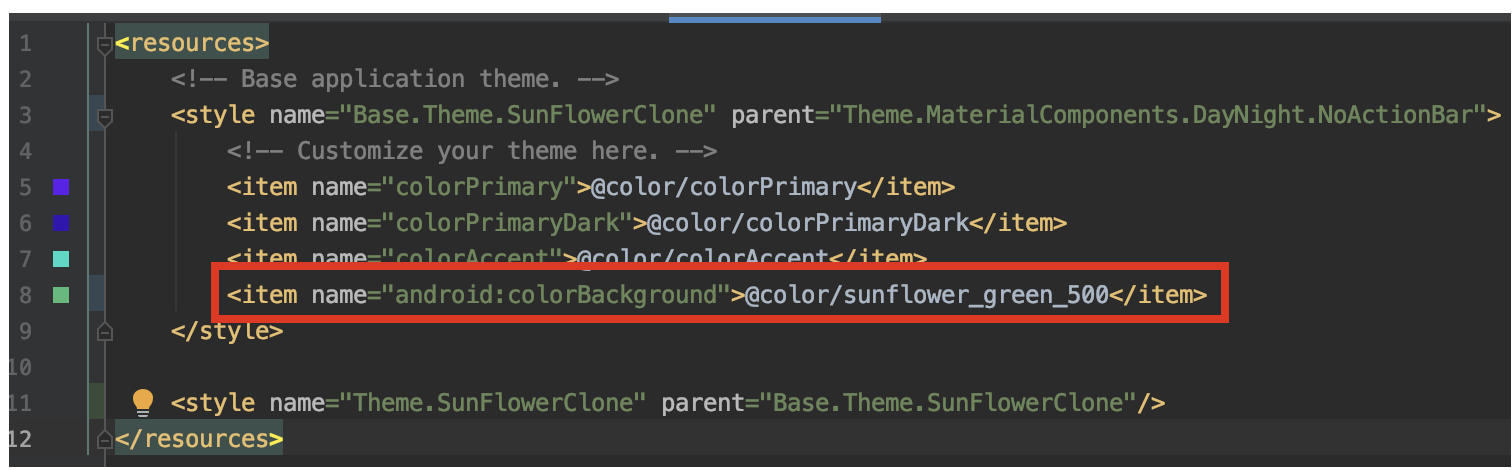 1 <resources>
2 <!-- Base application theme. -->
3 <style name="Base.Theme.SunFlowerClone" parent="Theme.MaterialComponents.DayNight.NoActionBar">
4 <!-- Customize your theme here. -->
5 <item name="colorPrimary">@color/colorPrimary</item>
6 <item name="colorPrimaryDark">@color/colorPrimaryDark</item>
7 <item name="colorAccent">@color/colorAccent</item>
8 <item name="android:colorBackground">@color/sunflower_green_500</item>
9 </style>
10
11 <style name="Theme.SunFlowerClone" parent="Base.Theme.SunFlowerClone"/>
12 </resources>